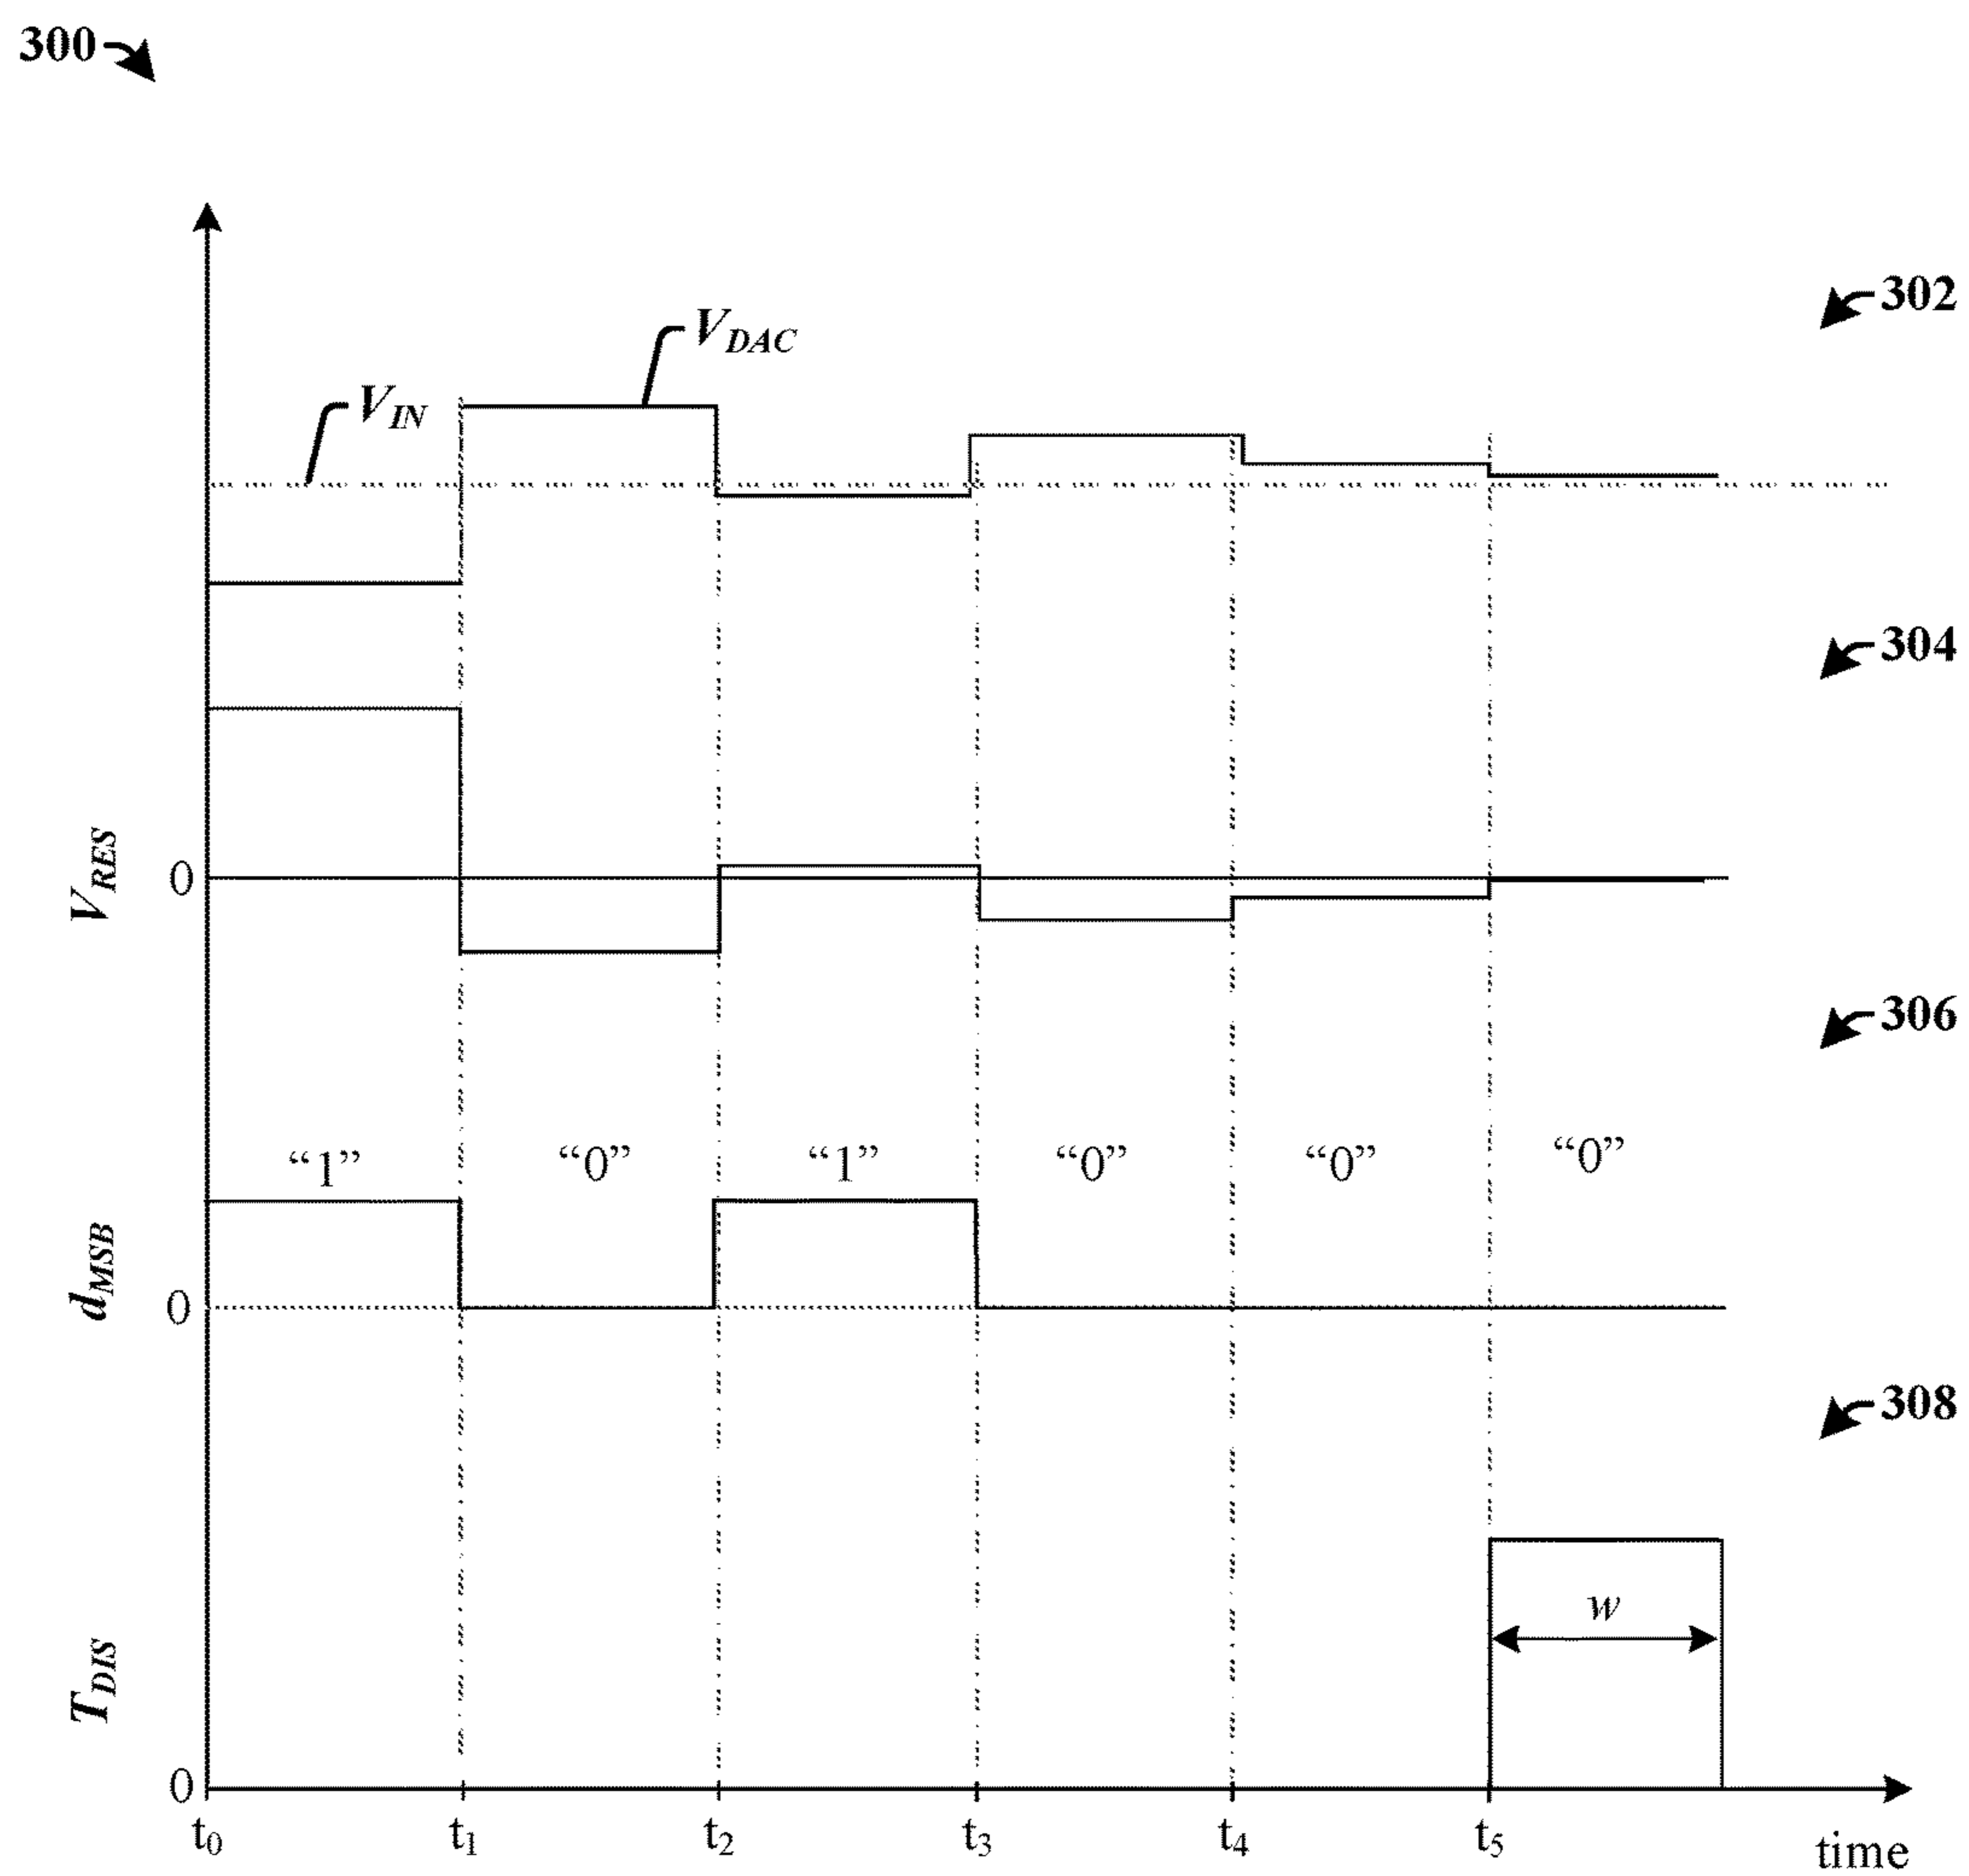 300
302
V_DAC
V_IN
304
V_RES
0
306
“1” “0” “1” “0” “0” “0”
d_MSB
0
308
w
T_DIS
0
t₀ t₁ t₂ t₃ t₄ t₅ time